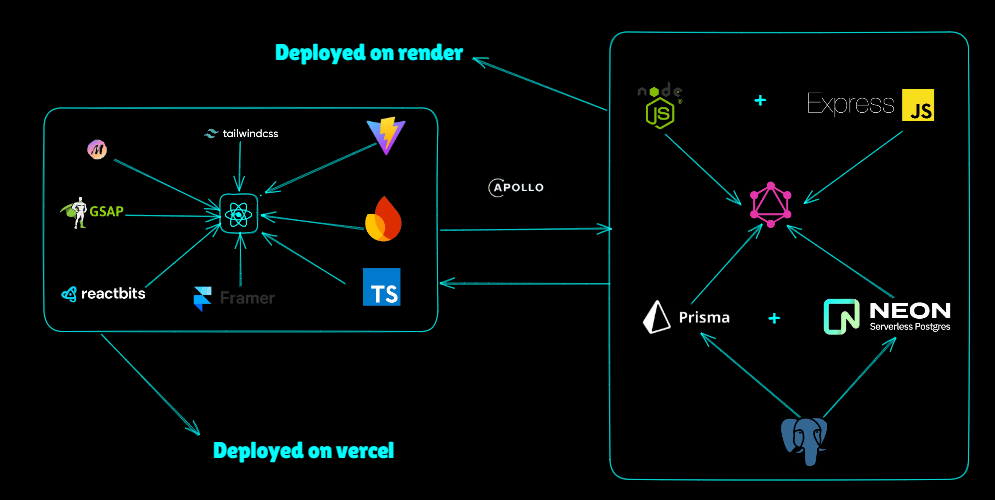 Deployed on render
node
JS
+
Express
JS
tailwindcss
M
GSAP
APOLLO
TS
reactbits
Framer
Prisma
+
NEON
Serverless Postgres
Deployed on vercel